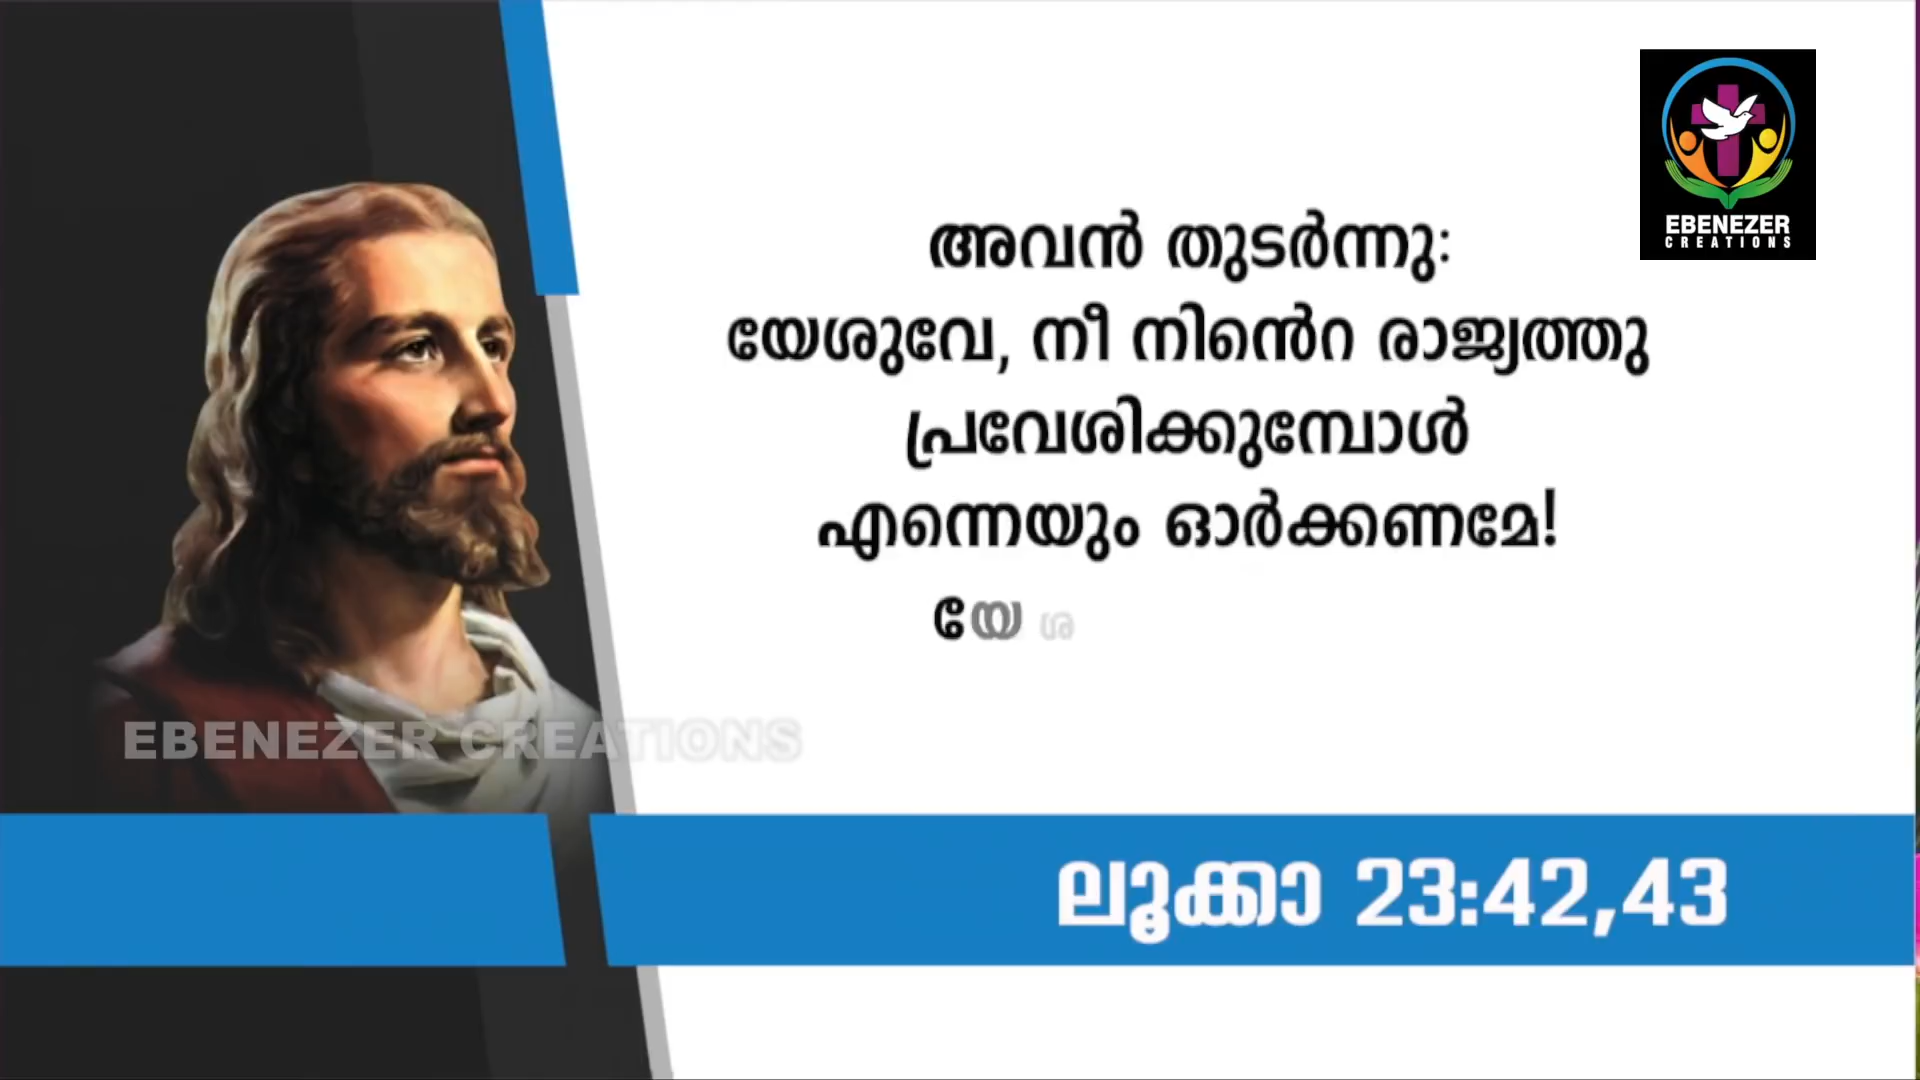 EBENEZER
CREATIONS
അവൻ തുടർന്നു:
യേശുവേ, നീ നിൻെറ രാജ്യത്തു
പ്രവേശിക്കുമ്പോൾ
എന്നെയും ഓർക്കണമേ!
യേശ
EBENEZER CREATIONS
ലൂക്കാ 23:42,43